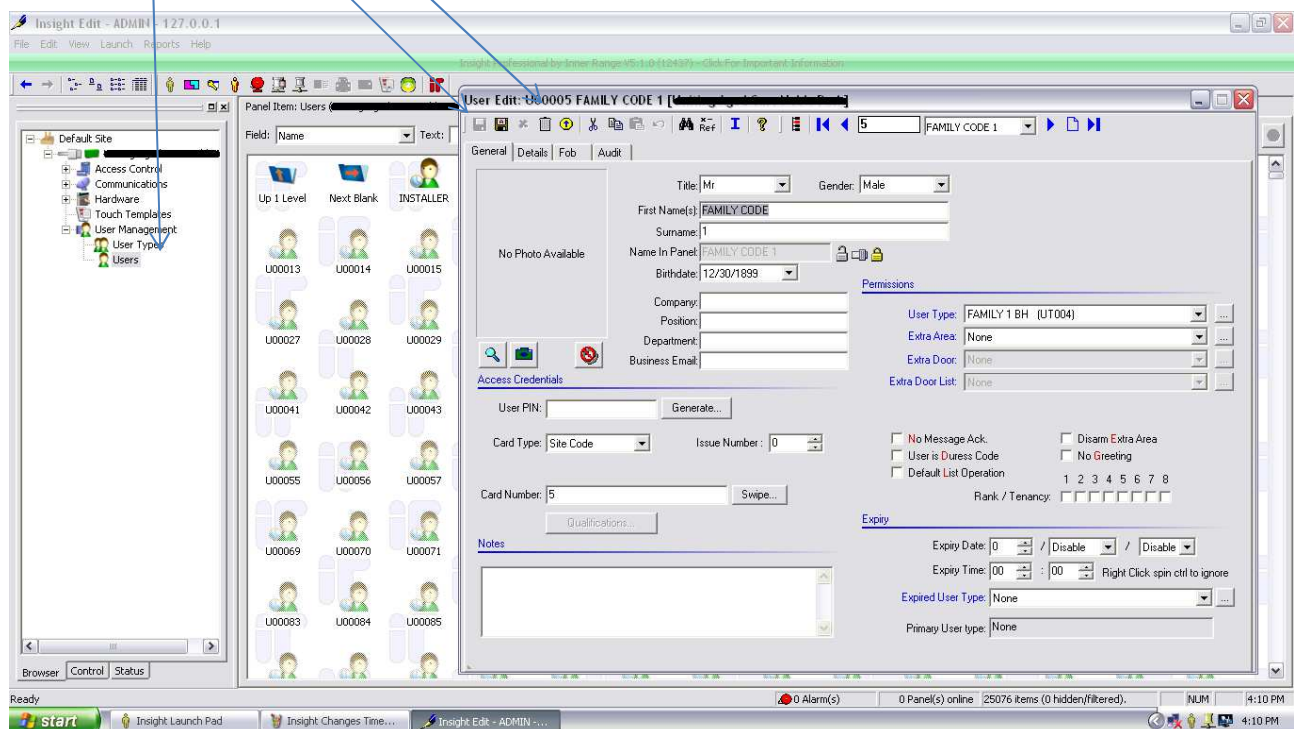 Insight Edit - ADMIN - 127.0.0.1
File Edit View Launch Reports Help
Insight Professional by Inner Range V5.1.0 (12437) - Click For Important Information
Panel Item: Users (
Field: Name Text:
Default Site
Access Control
Communications
Hardware
Touch Templates
User Management
User Types
Users
Browser Control Status
Up 1 Level Next Blank INSTALLER
U00013 U00014 U00015
U00027 U00028 U00029
U00041 U00042 U00043
U00055 U00056 U00057
U00069 U00070 U00071
U00083 U00084 U00085
User Edit: U00005 FAMILY CODE 1 [
X-Ref I ? 5 FAMILY CODE 1
General Details Fob Audit
No Photo Available
Title: Mr Gender: Male
First Name(s): FAMILY CODE
Surname: 1
Name In Panel: FAMILY CODE 1
Birthdate: 12/30/1899
Company:
Position:
Department:
Business Email:
Permissions
User Type: FAMILY 1 BH (UT004) ...
Extra Area: None ...
Extra Door: None ...
Extra Door List: None ...
Access Credentials
User PIN: Generate...
Card Type: Site Code Issue Number : 0
Card Number: 5 Swipe...
Qualifications...
No Message Ack. Disarm Extra Area
User is Duress Code No Greeting
Default List Operation
1 2 3 4 5 6 7 8
Rank / Tenancy:
Notes
Expiry
Expiry Date: 0 / Disable / Disable
Expiry Time: 00 : 00 Right Click spin ctrl to ignore
Expired User Type: None ...
Primary User type: None
Ready 0 Alarm(s) 0 Panel(s) online 25076 items (0 hidden/filtered). NUM 4:10 PM
start Insight Launch Pad Insight Changes Time... Insight Edit - ADMIN -... 4:10 PM